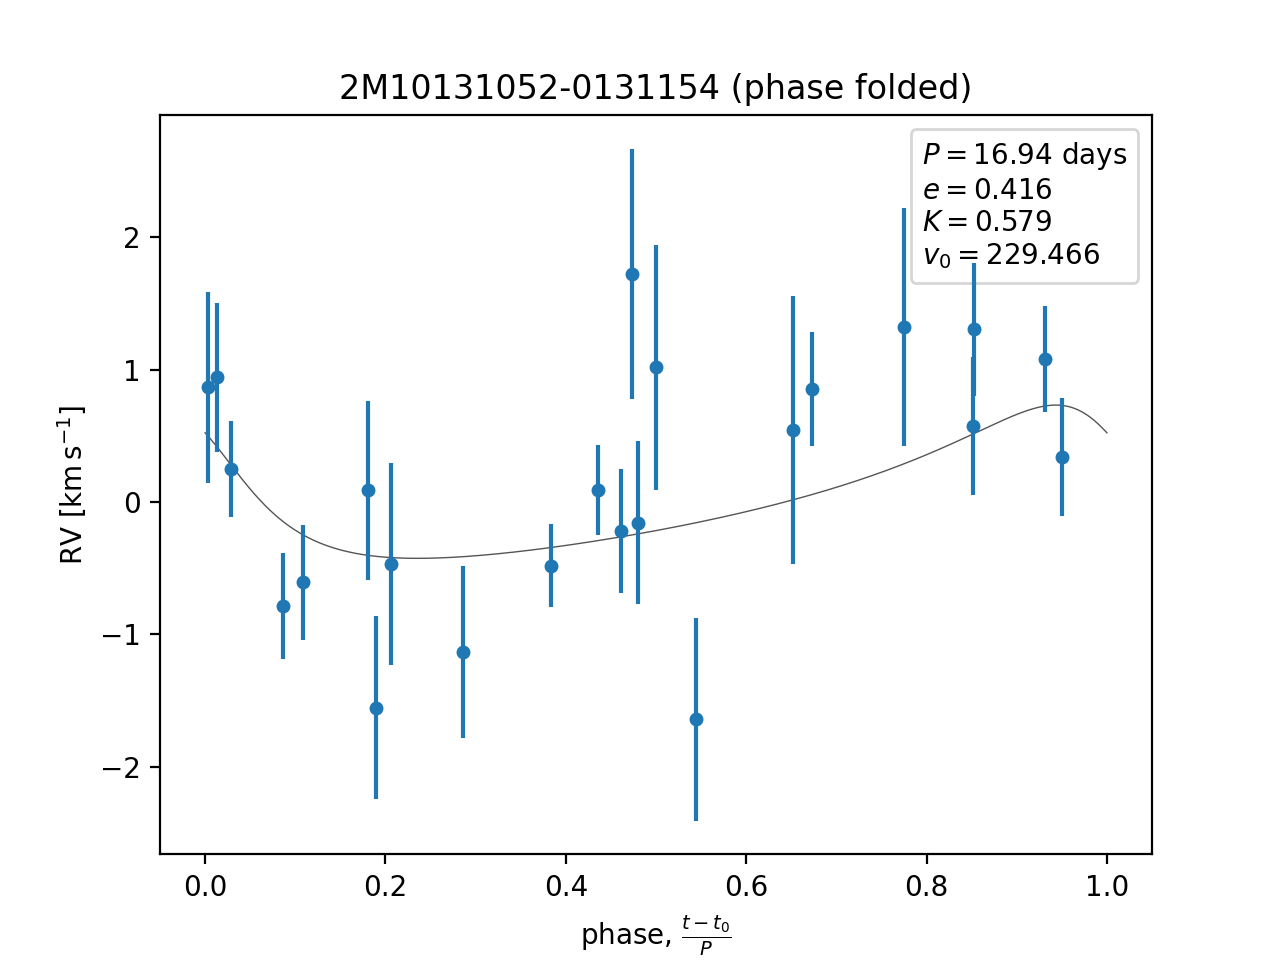 2M10131052-0131154 (phase folded)
P = 16.94 days
e = 0.416
K = 0.579
v₀ = 229.466
RV [km s⁻¹]
2
1
0
−1
−2
0.0 0.2 0.4 0.6 0.8 1.0
phase, (t − t₀)/P